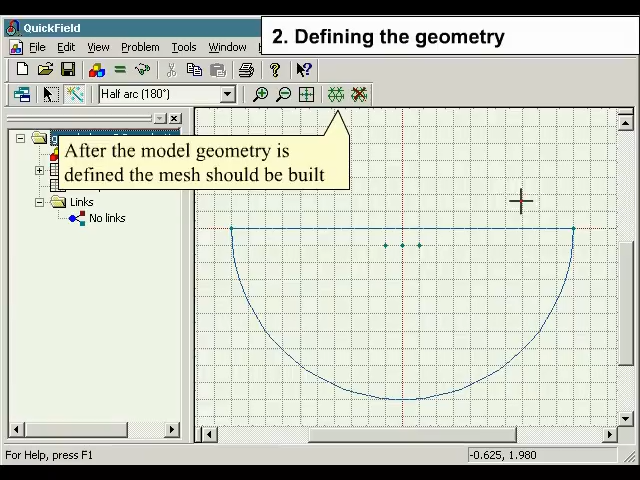 QuickField
2. Defining the geometry
File Edit View Problem Tools Window
Half arc (180°)
After the model geometry is
defined the mesh should be built
Links
No links
For Help, press F1
-0.625, 1.980